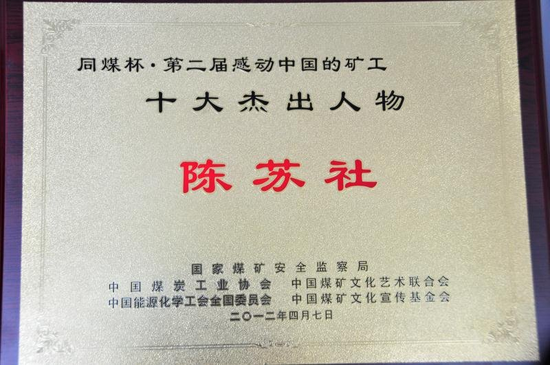 同煤杯·第二届感动中国的矿工
十大杰出人物
陈苏社
国家煤矿安全监察局
中国煤炭工业协会 中国煤矿文化艺术联合会
中国能源化学工会全国委员会 中国煤矿文化宣传基金会
二〇一二年四月七日